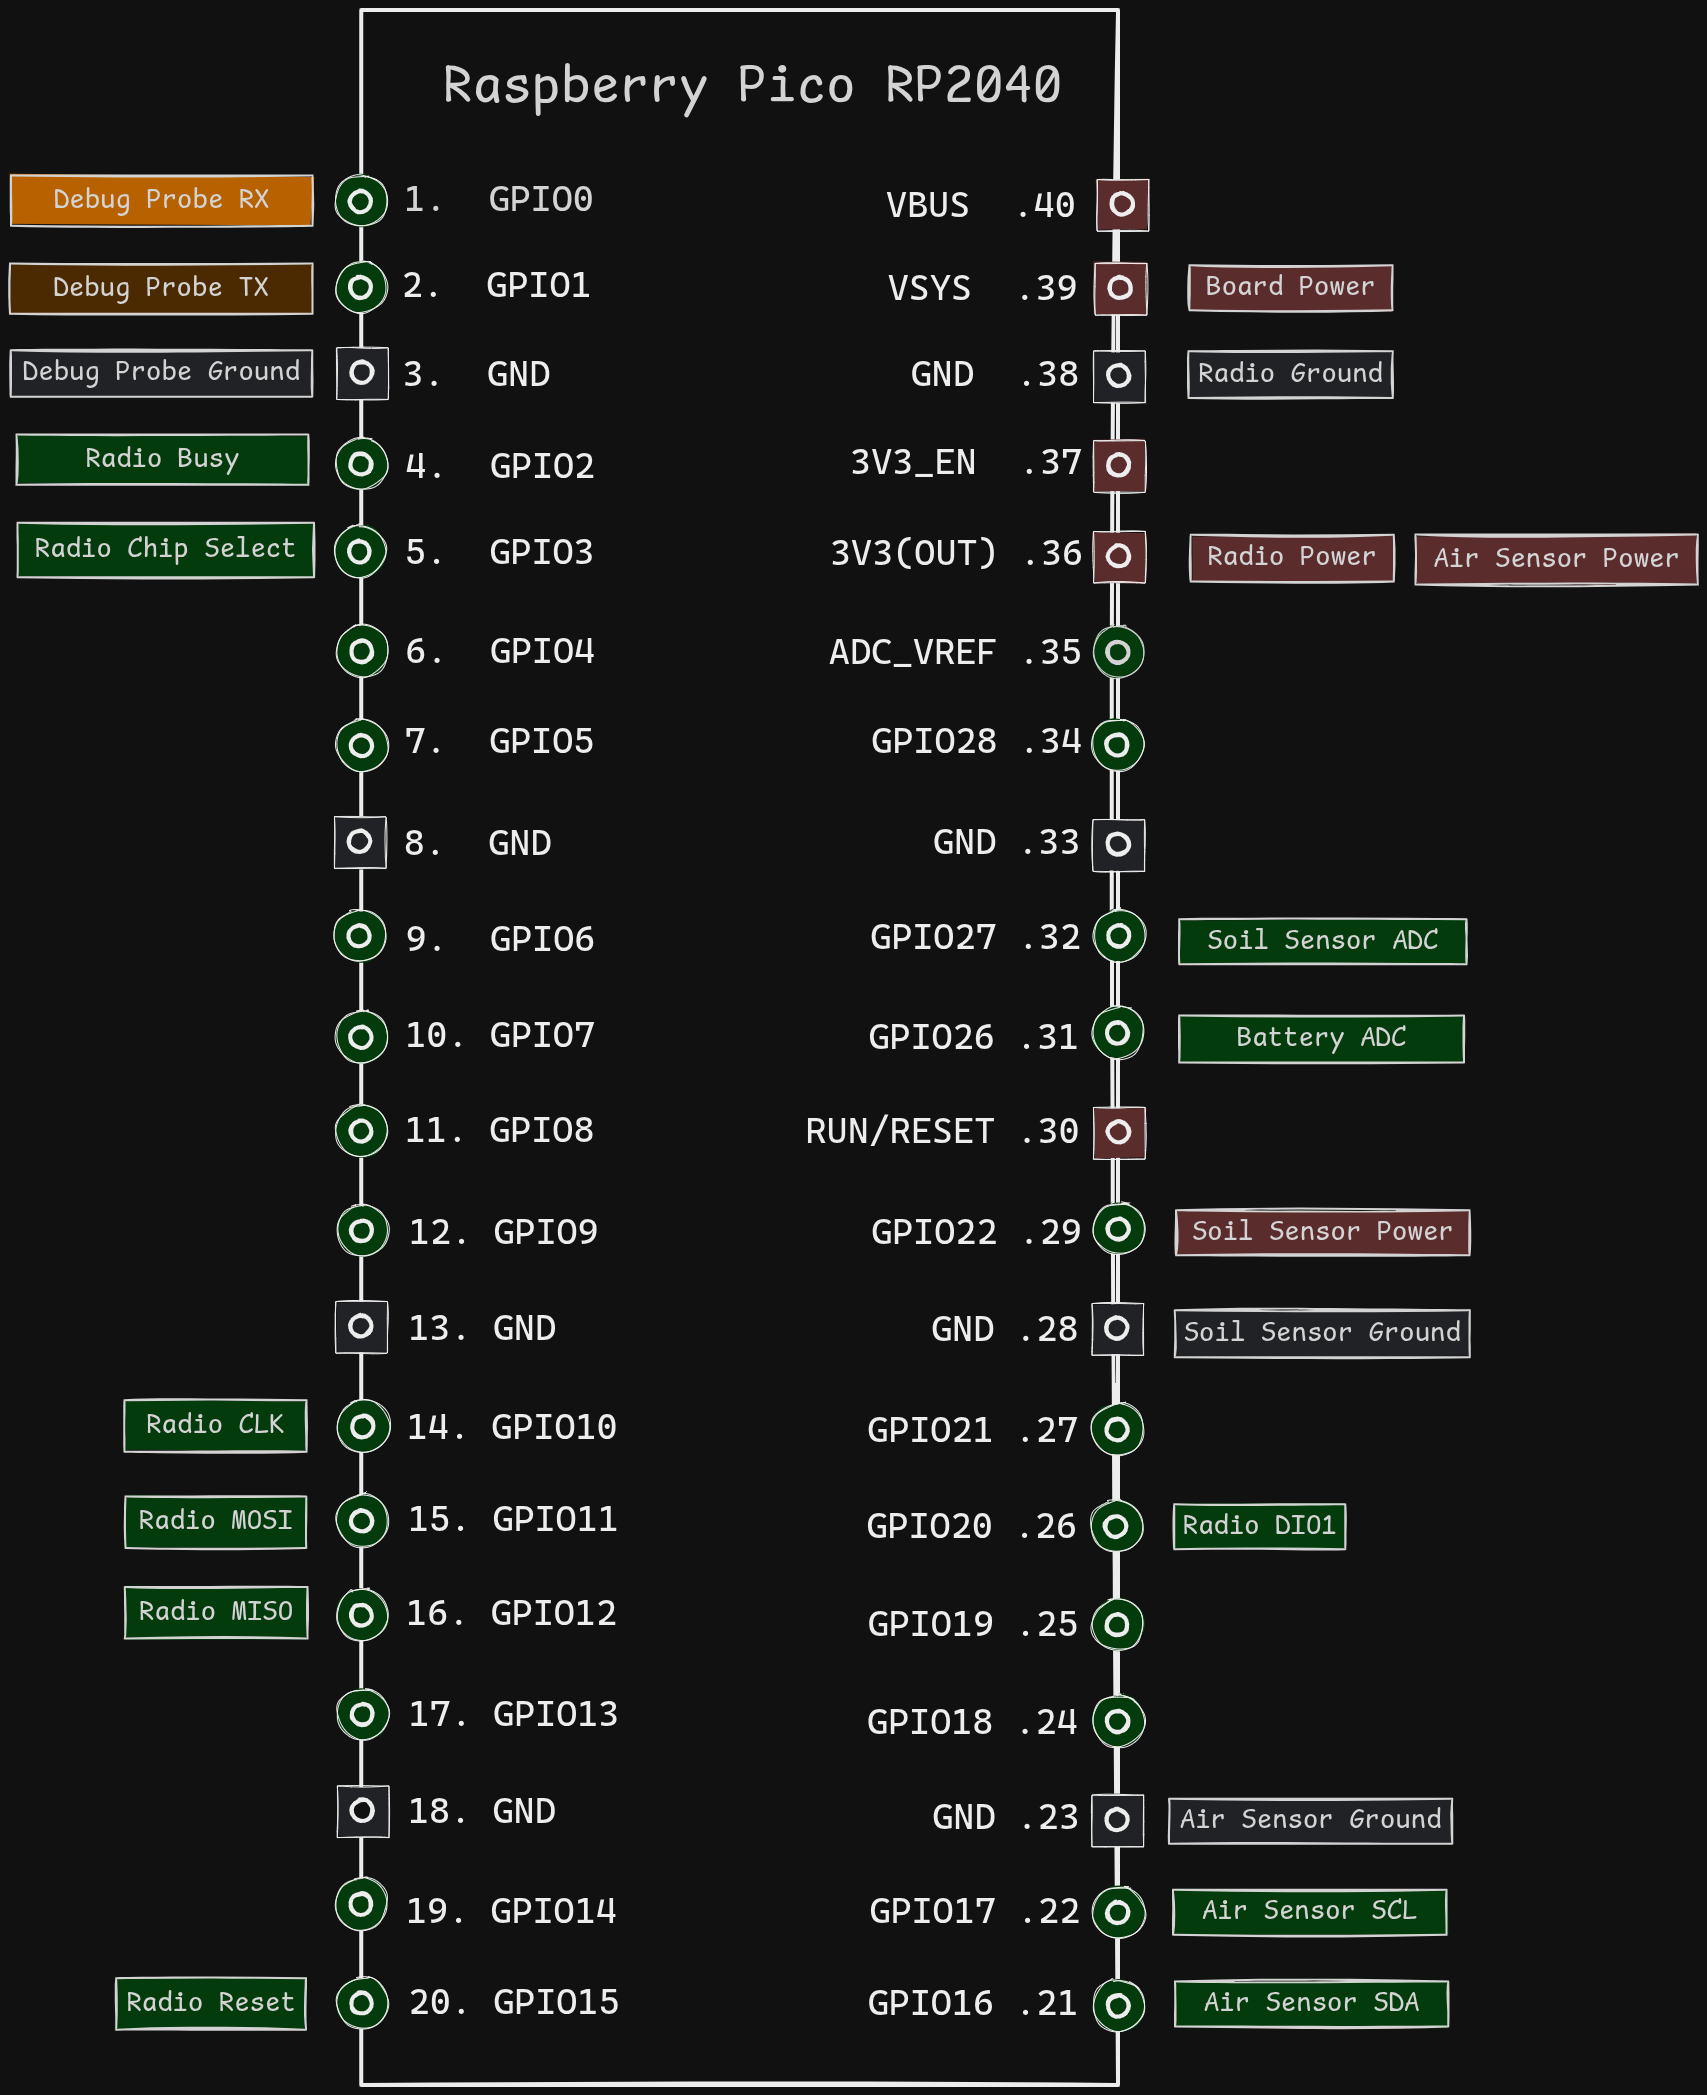 Raspberry Pico RP2040
Debug Probe RX 1. GPIO0 VBUS .40
Debug Probe TX 2. GPIO1 VSYS .39 Board Power
Debug Probe Ground 3. GND GND .38 Radio Ground
Radio Busy 4. GPIO2 3V3_EN .37
Radio Chip Select 5. GPIO3 3V3(OUT) .36 Radio Power Air Sensor Power
6. GPIO4 ADC_VREF .35
7. GPIO5 GPIO28 .34
8. GND GND .33
9. GPIO6 GPIO27 .32 Soil Sensor ADC
10. GPIO7 GPIO26 .31 Battery ADC
11. GPIO8 RUN/RESET .30
12. GPIO9 GPIO22 .29 Soil Sensor Power
13. GND GND .28 Soil Sensor Ground
Radio CLK 14. GPIO10 GPIO21 .27
Radio MOSI 15. GPIO11 GPIO20 .26 Radio DIO1
Radio MISO 16. GPIO12 GPIO19 .25
17. GPIO13 GPIO18 .24
18. GND GND .23 Air Sensor Ground
19. GPIO14 GPIO17 .22 Air Sensor SCL
Radio Reset 20. GPIO15 GPIO16 .21 Air Sensor SDA